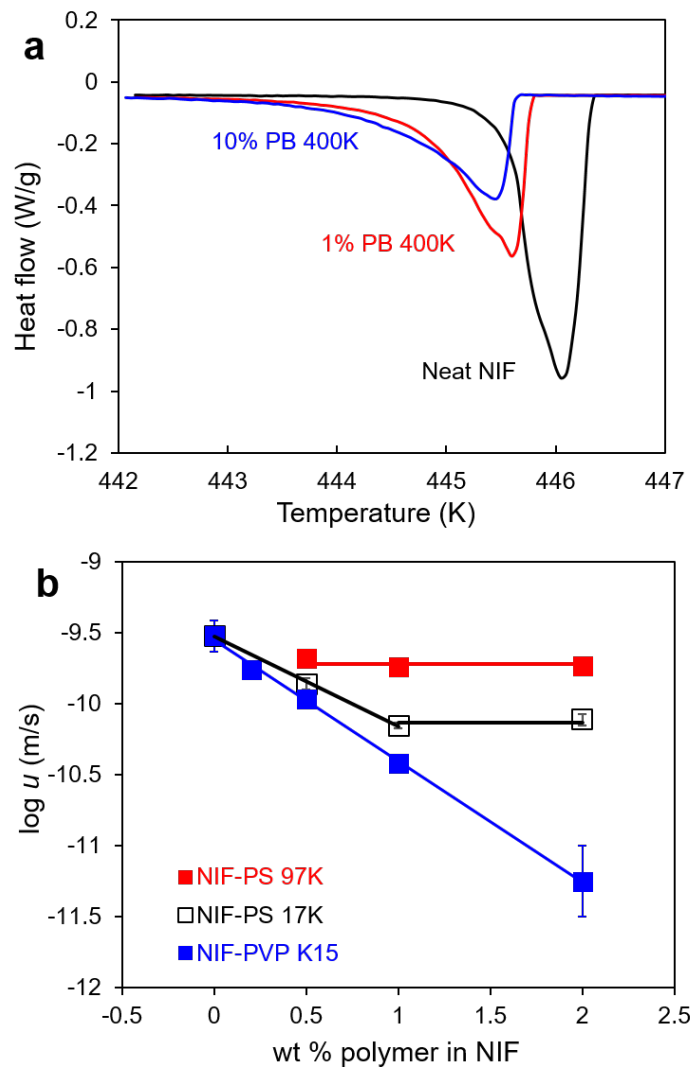 a
0.2
0
-0.2
-0.4
-0.6
-0.8
-1
-1.2
Heat flow (W/g)
10% PB 400K
1% PB 400K
Neat NIF
442 443 444 445 446 447
Temperature (K)
b
-9
-9.5
-10
-10.5
-11
-11.5
-12
log u (m/s)
NIF-PS 97K
NIF-PS 17K
NIF-PVP K15
-0.5 0 0.5 1 1.5 2 2.5
wt % polymer in NIF